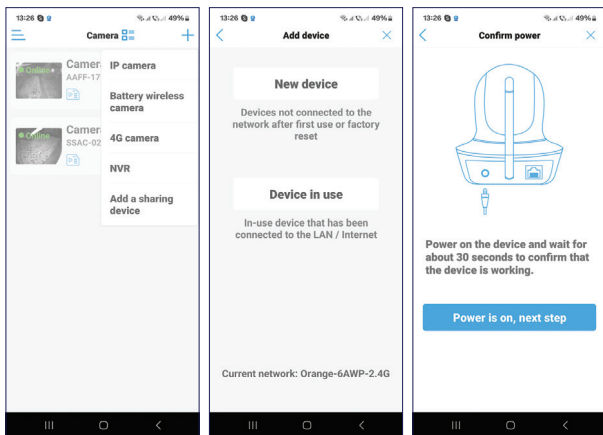 13:26 49%
Camera
Online
Camer
AAFF-17
Online
Camer
SSAC-02
IP camera
Battery wireless
camera
4G camera
NVR
Add a sharing
device
13:26 49%
Add device
New device
Devices not connected to the
network after first use or factory
reset
Device in use
In-use device that has been
connected to the LAN / Internet
Current network: Orange-6AWP-2.4G
13:26 49%
Confirm power
Power on the device and wait for
about 30 seconds to confirm that
the device is working.
Power is on, next step